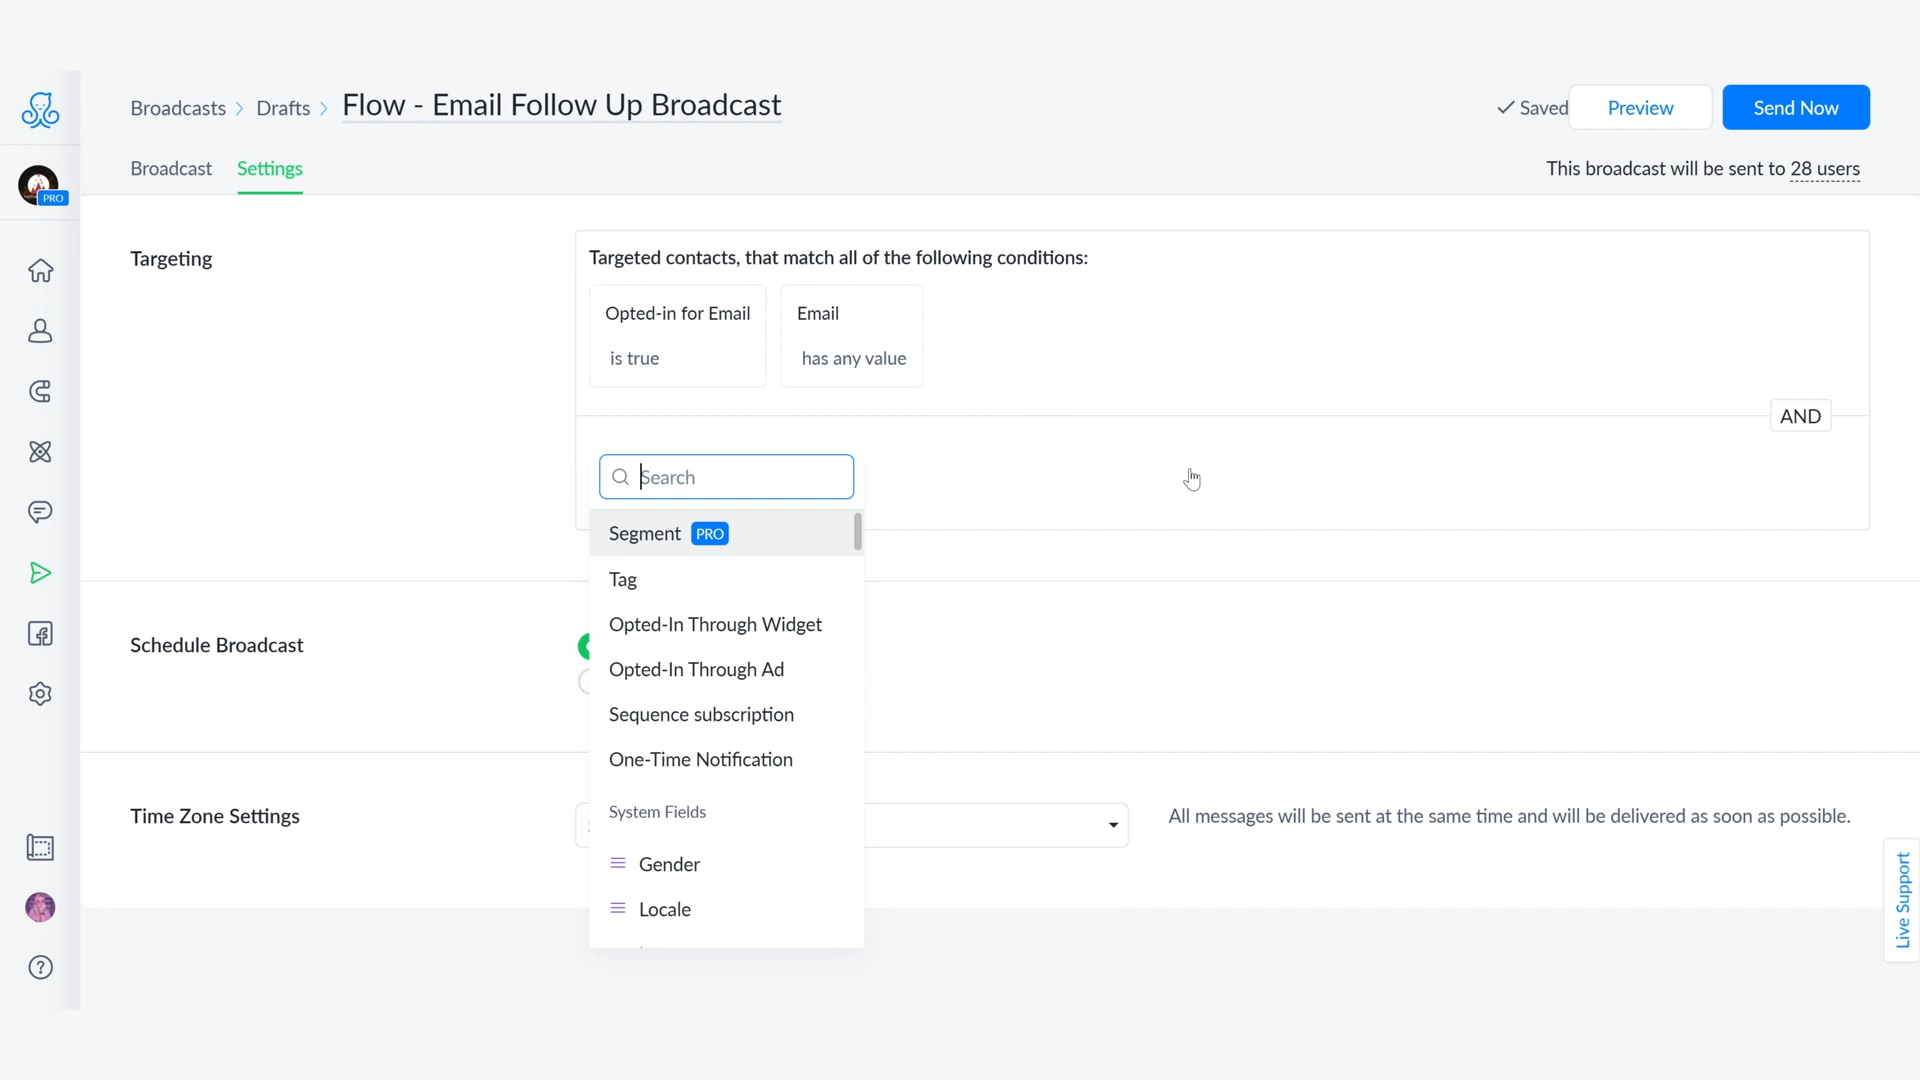 Broadcasts > Drafts > Flow - Email Follow Up Broadcast
Saved
Preview
Send Now
Broadcast
Settings
This broadcast will be sent to 28 users
PRO
Targeting
Targeted contacts, that match all of the following conditions:
Opted-in for Email
is true
Email
has any value
AND
Search
Segment PRO
Tag
Opted-In Through Widget
Opted-In Through Ad
Sequence subscription
One-Time Notification
System Fields
Gender
Locale
Schedule Broadcast
Time Zone Settings
All messages will be sent at the same time and will be delivered as soon as possible.
Live Support